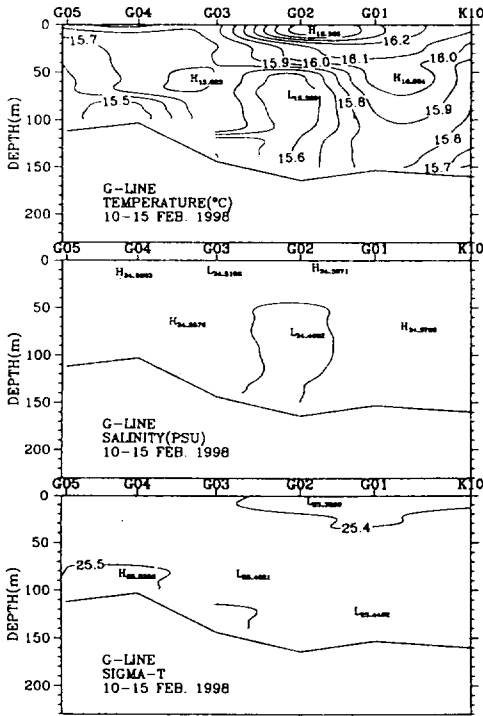 G05 G04 G03 G02 G01 K10
0
50
100
150
200
DEPTH(m)
15.7
15.5
15.9
16.0
16.1
16.2
16.0
15.8
15.9
15.6
15.8
15.7
H
H
H
L
G-LINE
TEMPERATURE(°C)
10-15 FEB. 1998
G05 G04 G03 G02 G01 K10
0
50
100
150
200
DEPTH(m)
H
L
H
H
L
H
G-LINE
SALINITY(PSU)
10-15 FEB. 1998
G05 G04 G03 G02 G01 K10
0
50
100
150
200
DEPTH(m)
L
25.4
25.5
H
L
L
G-LINE
SIGMA-T
10-15 FEB. 1998